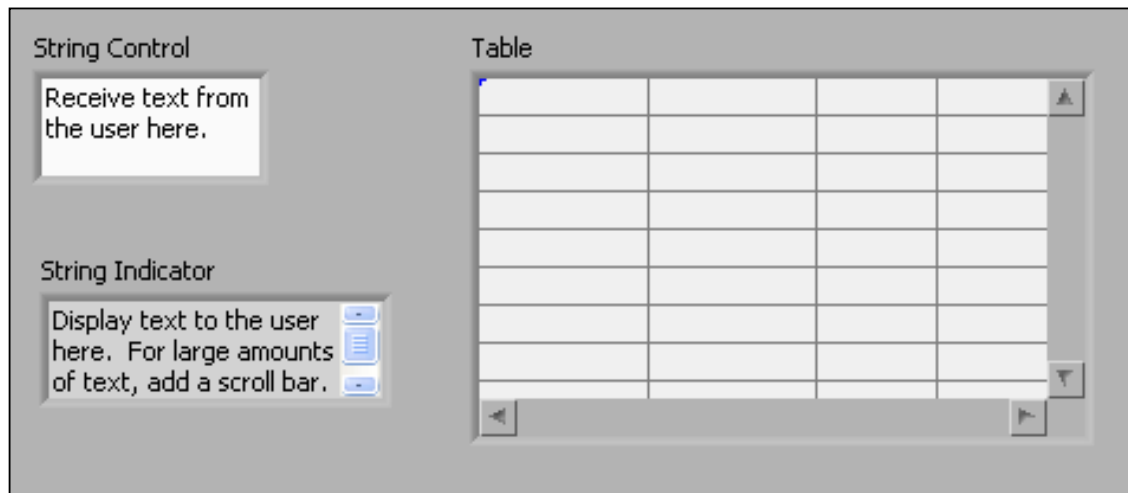 String Control
Receive text from
the user here.
String Indicator
Display text to the user
here.  For large amounts
of text, add a scroll bar.
Table